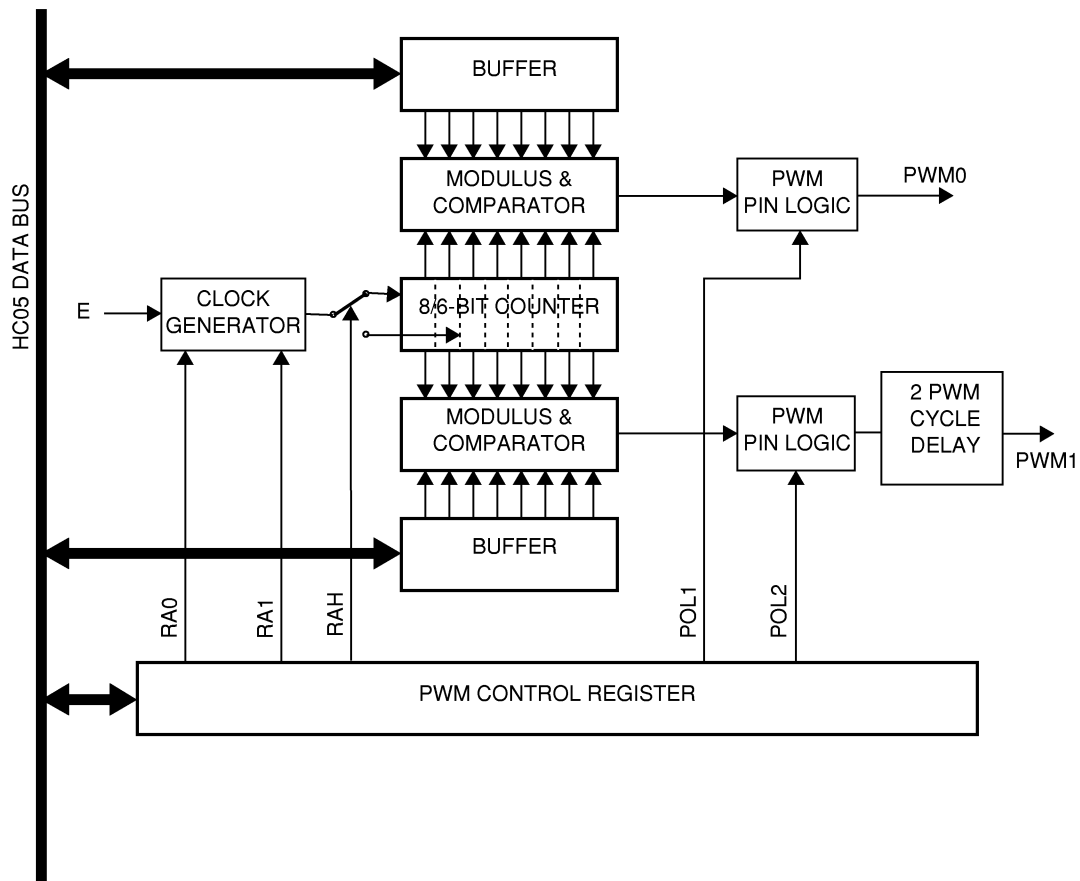 BUFFER
MODULUS &
COMPARATOR
PWM
PIN LOGIC
PWM0
HC05 DATA BUS
E
CLOCK
GENERATOR
8/6-BIT COUNTER
MODULUS &
COMPARATOR
PWM
PIN LOGIC
2 PWM
CYCLE
DELAY
PWM1
BUFFER
RA0
RA1
RAH
POL1
POL2
PWM CONTROL REGISTER